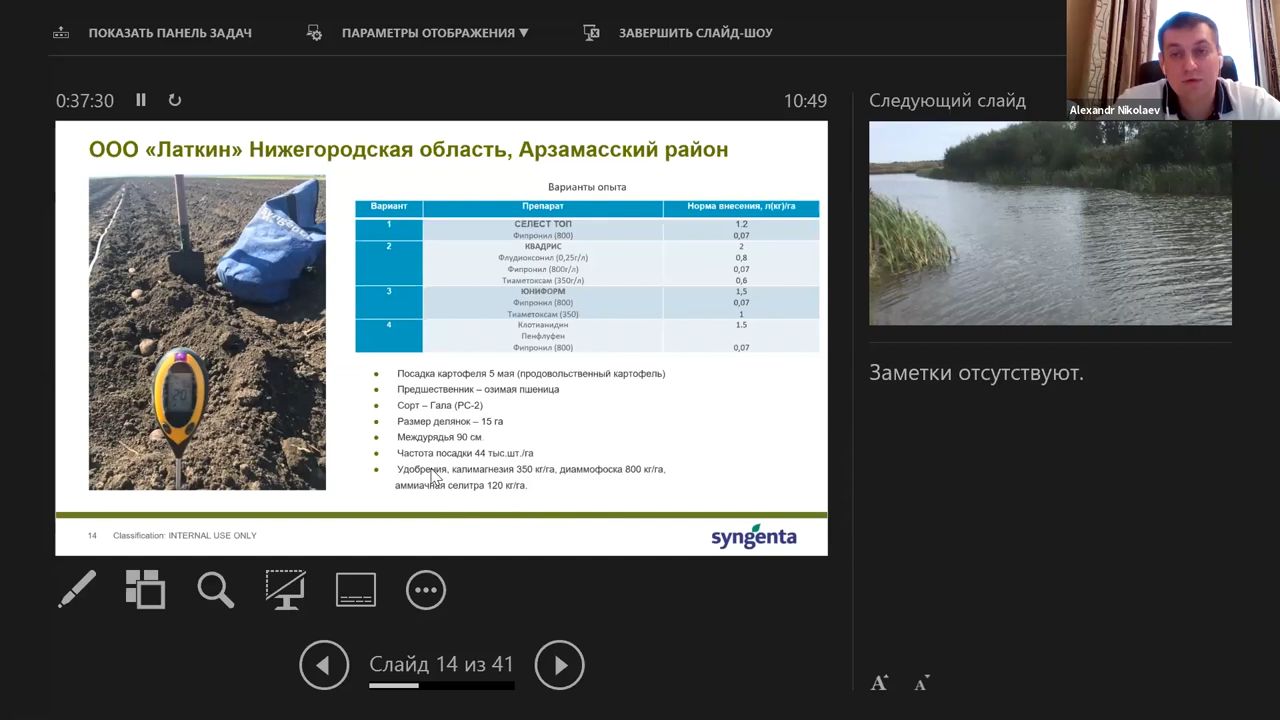 ПОКАЗАТЬ ПАНЕЛЬ ЗАДАЧ
ПАРАМЕТРЫ ОТОБРАЖЕНИЯ ▼
ЗАВЕРШИТЬ СЛАЙД-ШОУ
Alexandr Nikolaev
0:37:30
10:49
Следующий слайд
ООО «Латкин» Нижегородская область, Арзамасский район
Варианты опыта
Вариант Препарат Норма внесения, л(кг)/га
1 СЕЛЕСТ ТОП 1.2
Фипронил (800) 0,07
2 КВАДРИС 2
Флудиоксонил (0,25г/л) 0,8
Фипронил (800г/л) 0,07
Тиаметоксам (350г/л) 0,6
3 ЮНИФОРМ 1,5
Фипронил (800) 0,07
Тиаметоксам (350) 1
4 Клотианидин 1.5
Пенфлуфен
Фипронил (800) 0,07
• Посадка картофеля 5 мая (продовольственный картофель)
• Предшественник – озимая пшеница
• Сорт – Гала (РС-2)
• Размер делянок – 15 га
• Междурядья 90 см
• Частота посадки 44 тыс.шт./га
• Удобрения, калимагнезия 350 кг/га, диаммофоска 800 кг/га,
аммиачная селитра 120 кг/га.
14 Classification: INTERNAL USE ONLY
syngenta
Заметки отсутствуют.
Слайд 14 из 41
A A